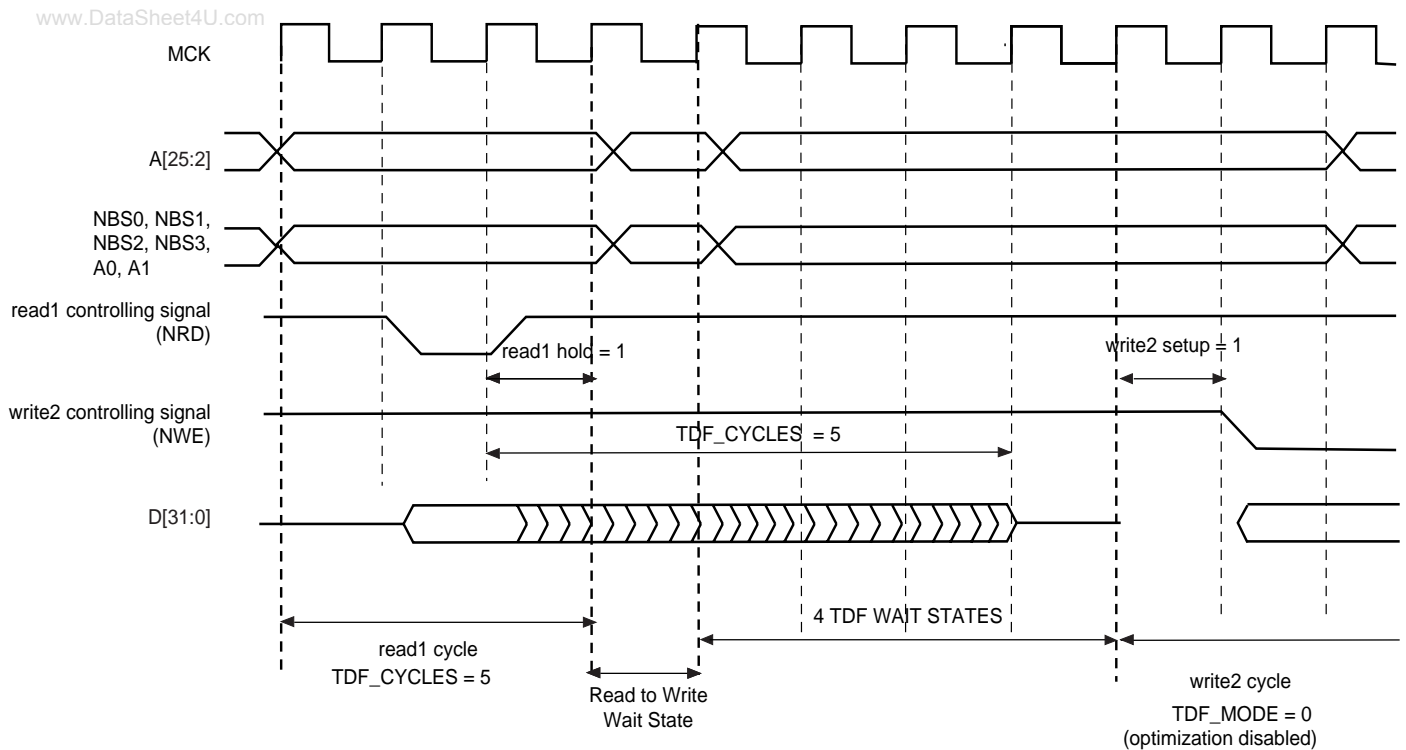 www.DataSheet4U.com
MCK
A[25:2]
NBS0, NBS1,
NBS2, NBS3,
A0, A1
read1 controlling signal
(NRD)
read1 hold = 1
write2 setup = 1
write2 controlling signal
(NWE)
TDF_CYCLES = 5
D[31:0]
4 TDF WAIT STATES
read1 cycle
TDF_CYCLES = 5
Read to Write
Wait State
write2 cycle
TDF_MODE = 0
(optimization disabled)